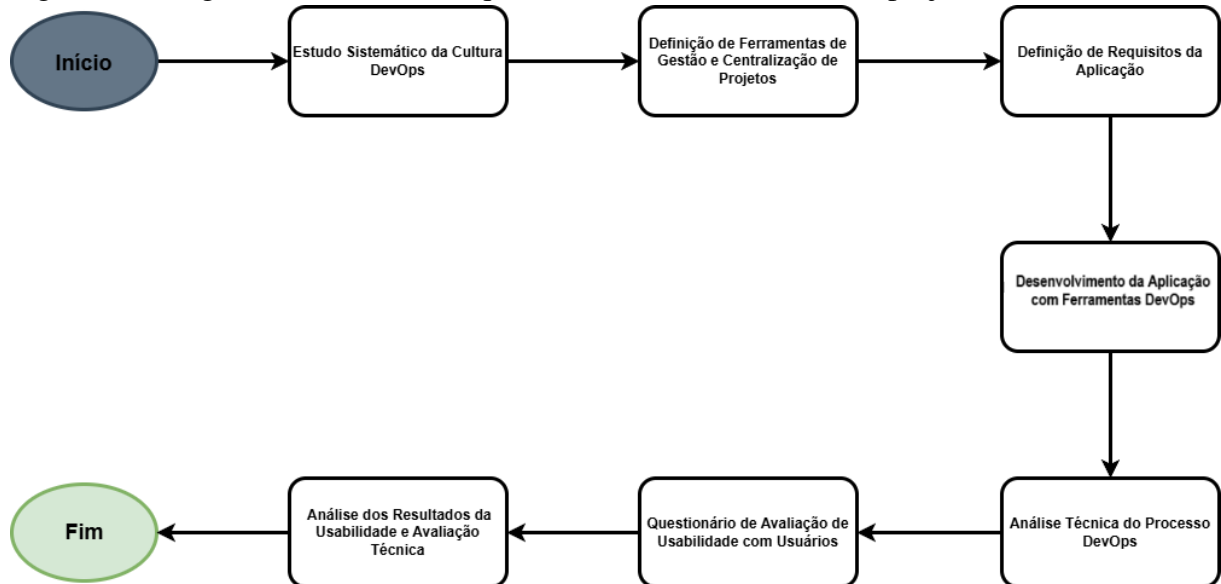 Início
Estudo Sistemático da Cultura
DevOps
Definição de Ferramentas de
Gestão e Centralização de
Projetos
Definição de Requisitos da
Aplicação
Desenvolvimento da Aplicação
com Ferramentas DevOps
Análise Técnica do Processo
DevOps
Questionário de Avaliação de
Usabilidade com Usuários
Análise dos Resultados da
Usabilidade e Avaliação
Técnica
Fim